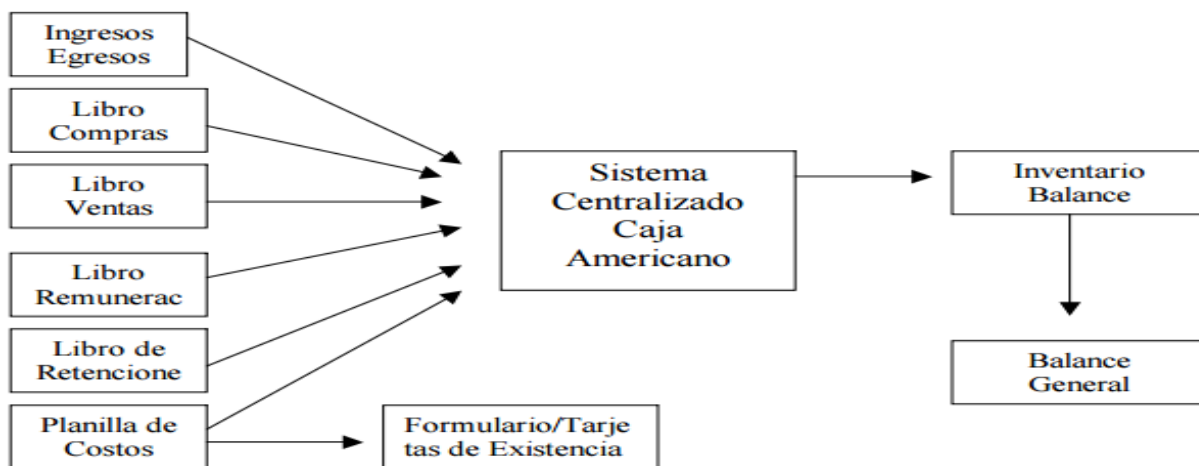 Ingresos
Egresos
Libro
Compras
Libro
Ventas
Libro
Remunerac
Libro de
Retencione
Planilla de
Costos
Formulario/Tarje
tas de Existencia
Sistema
Centralizado
Caja
Americano
Inventario
Balance
Balance
General